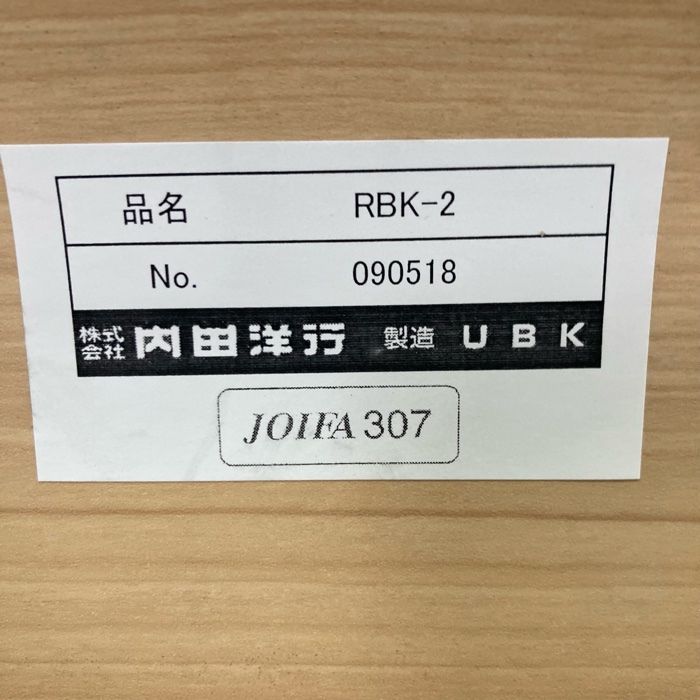 品名 RBK-2
No. 090518
株式会社 内田洋行 製造 UBK
JOIFA 307